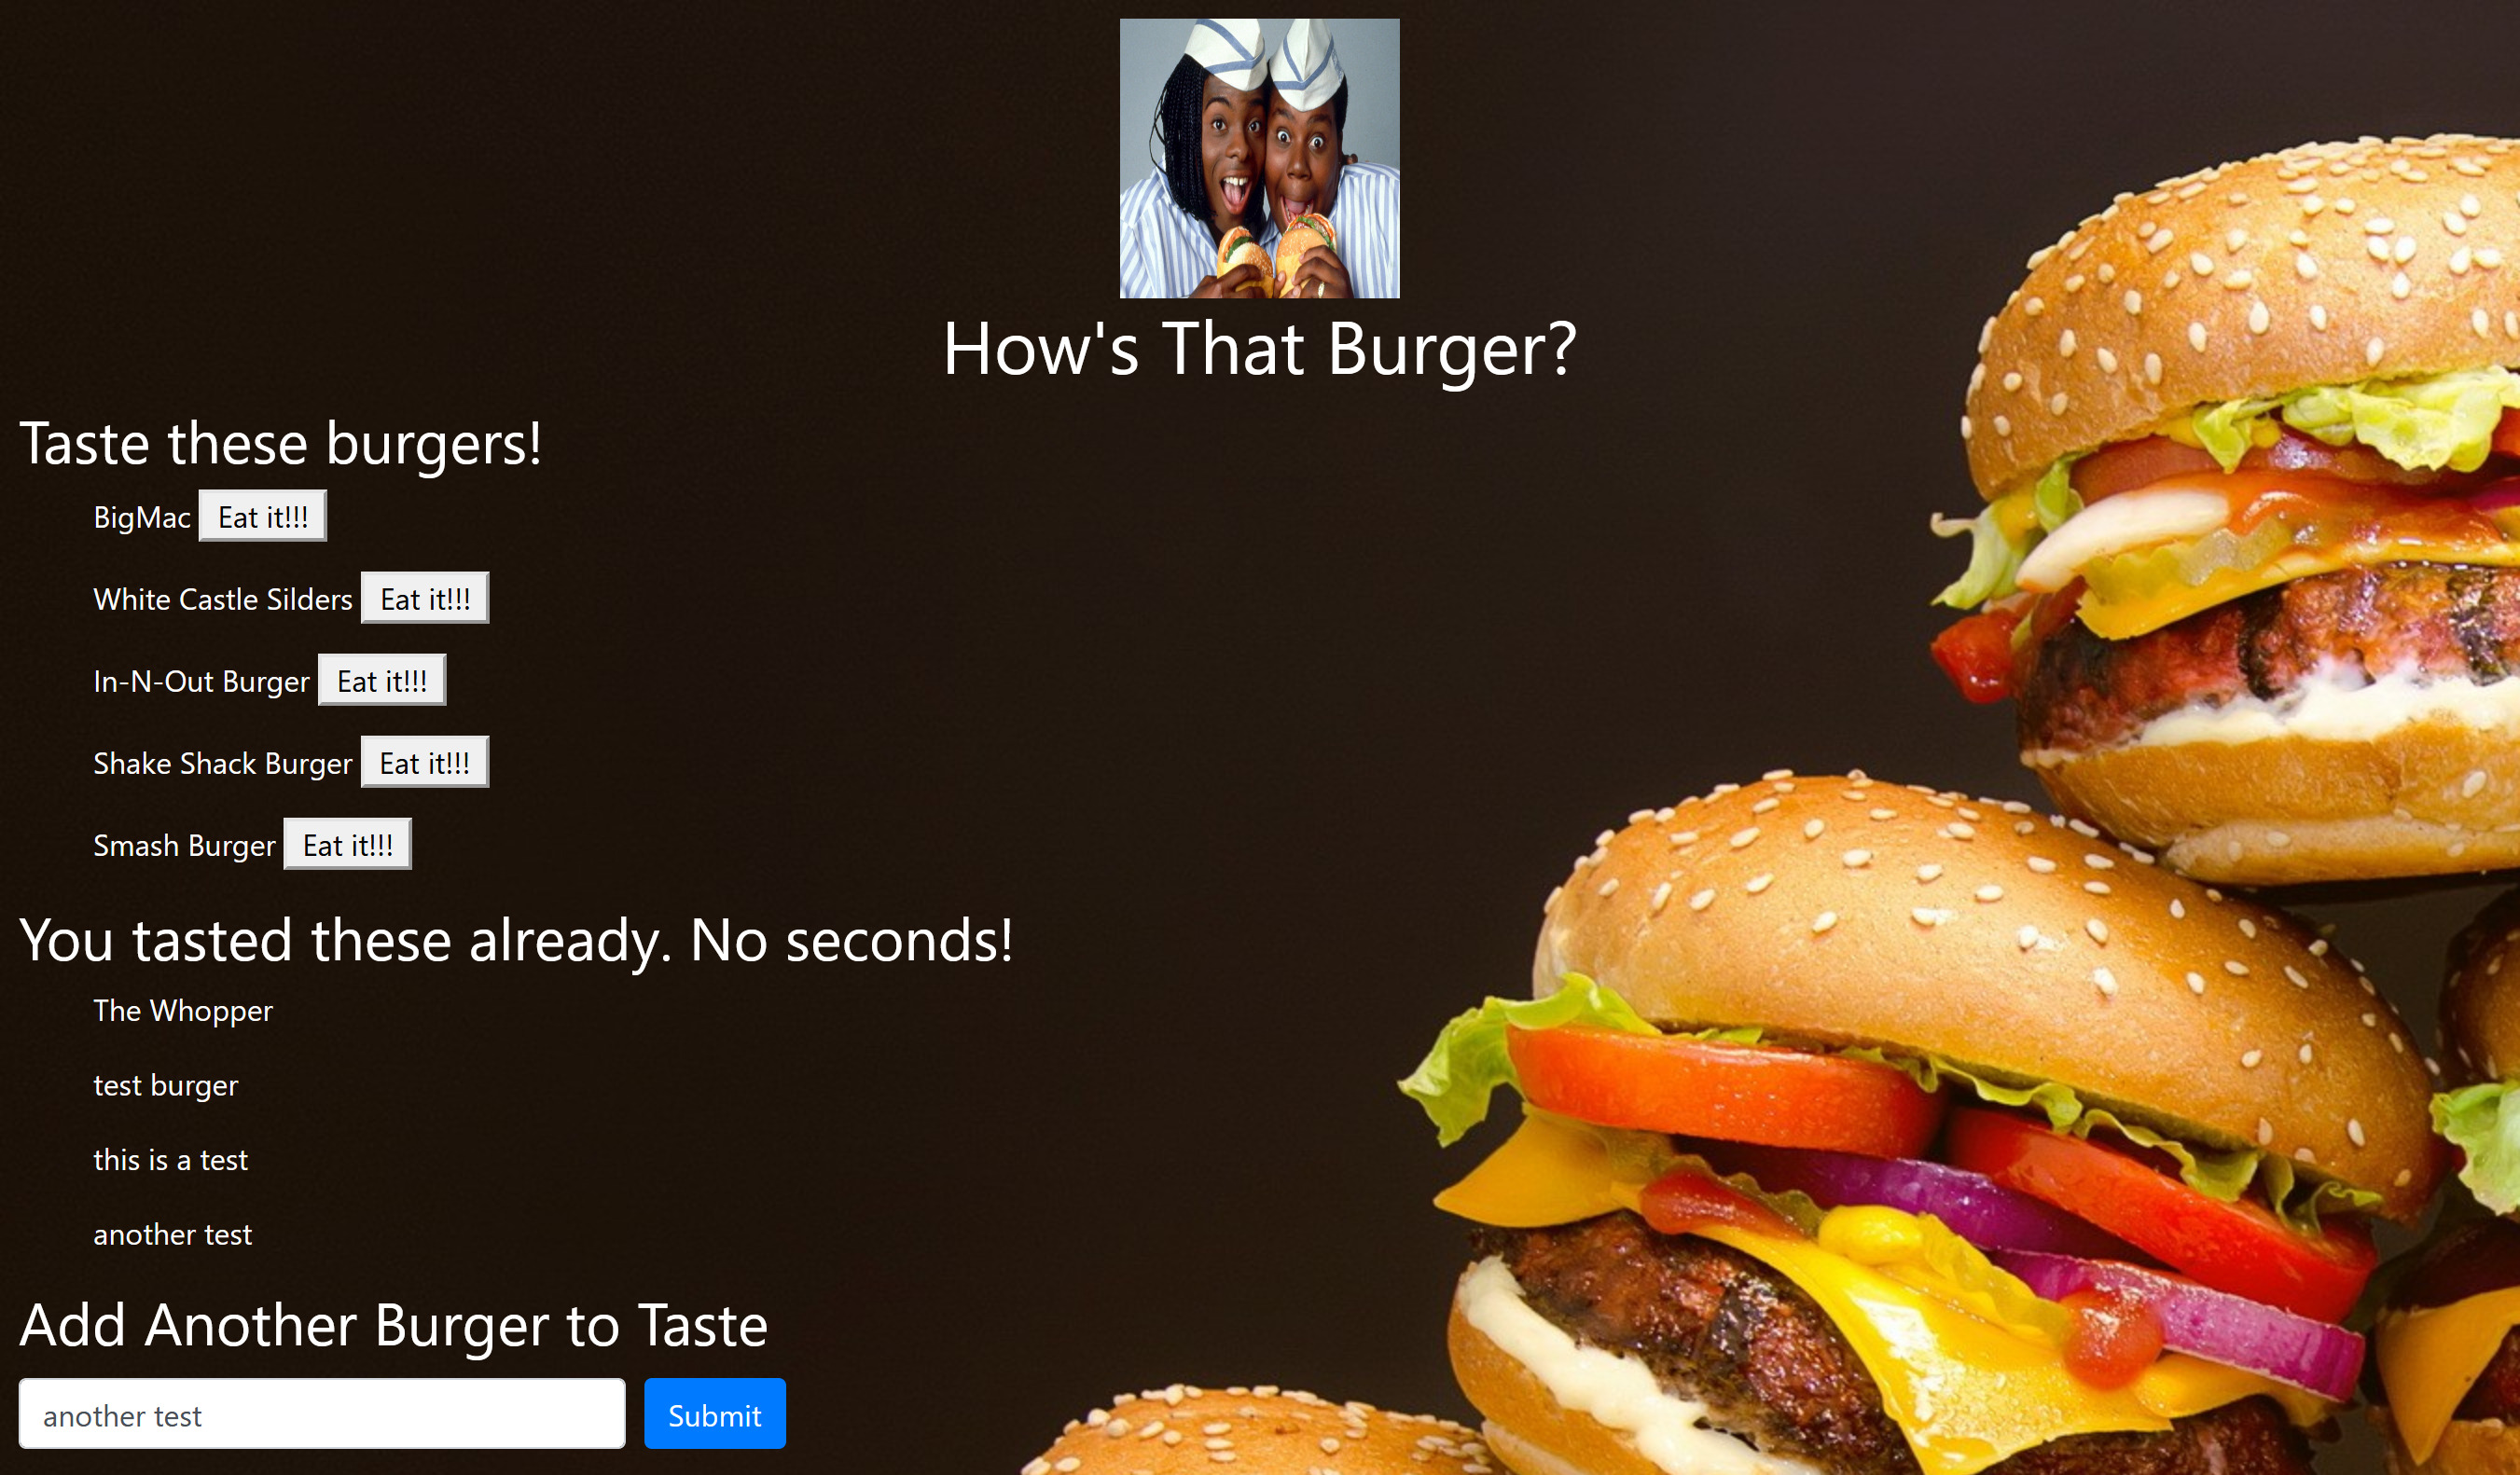 How's That Burger?
Taste these burgers!
BigMac Eat it!!!
White Castle Silders Eat it!!!
In-N-Out Burger Eat it!!!
Shake Shack Burger Eat it!!!
Smash Burger Eat it!!!
You tasted these already. No seconds!
The Whopper
test burger
this is a test
another test
Add Another Burger to Taste
another test Submit